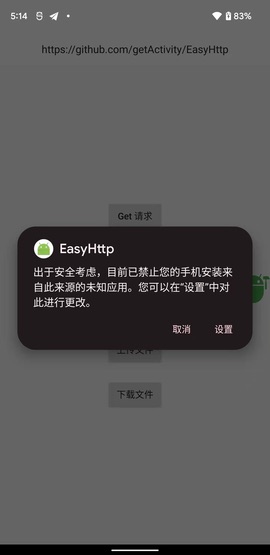 5:14
83%
https://github.com/getActivity/EasyHttp
Get 请求
EasyHttp
出于安全考虑，目前已禁止您的手机安装来
自此来源的未知应用。您可以在“设置”中对
此进行更改。
取消
设置
上传文件
下载文件